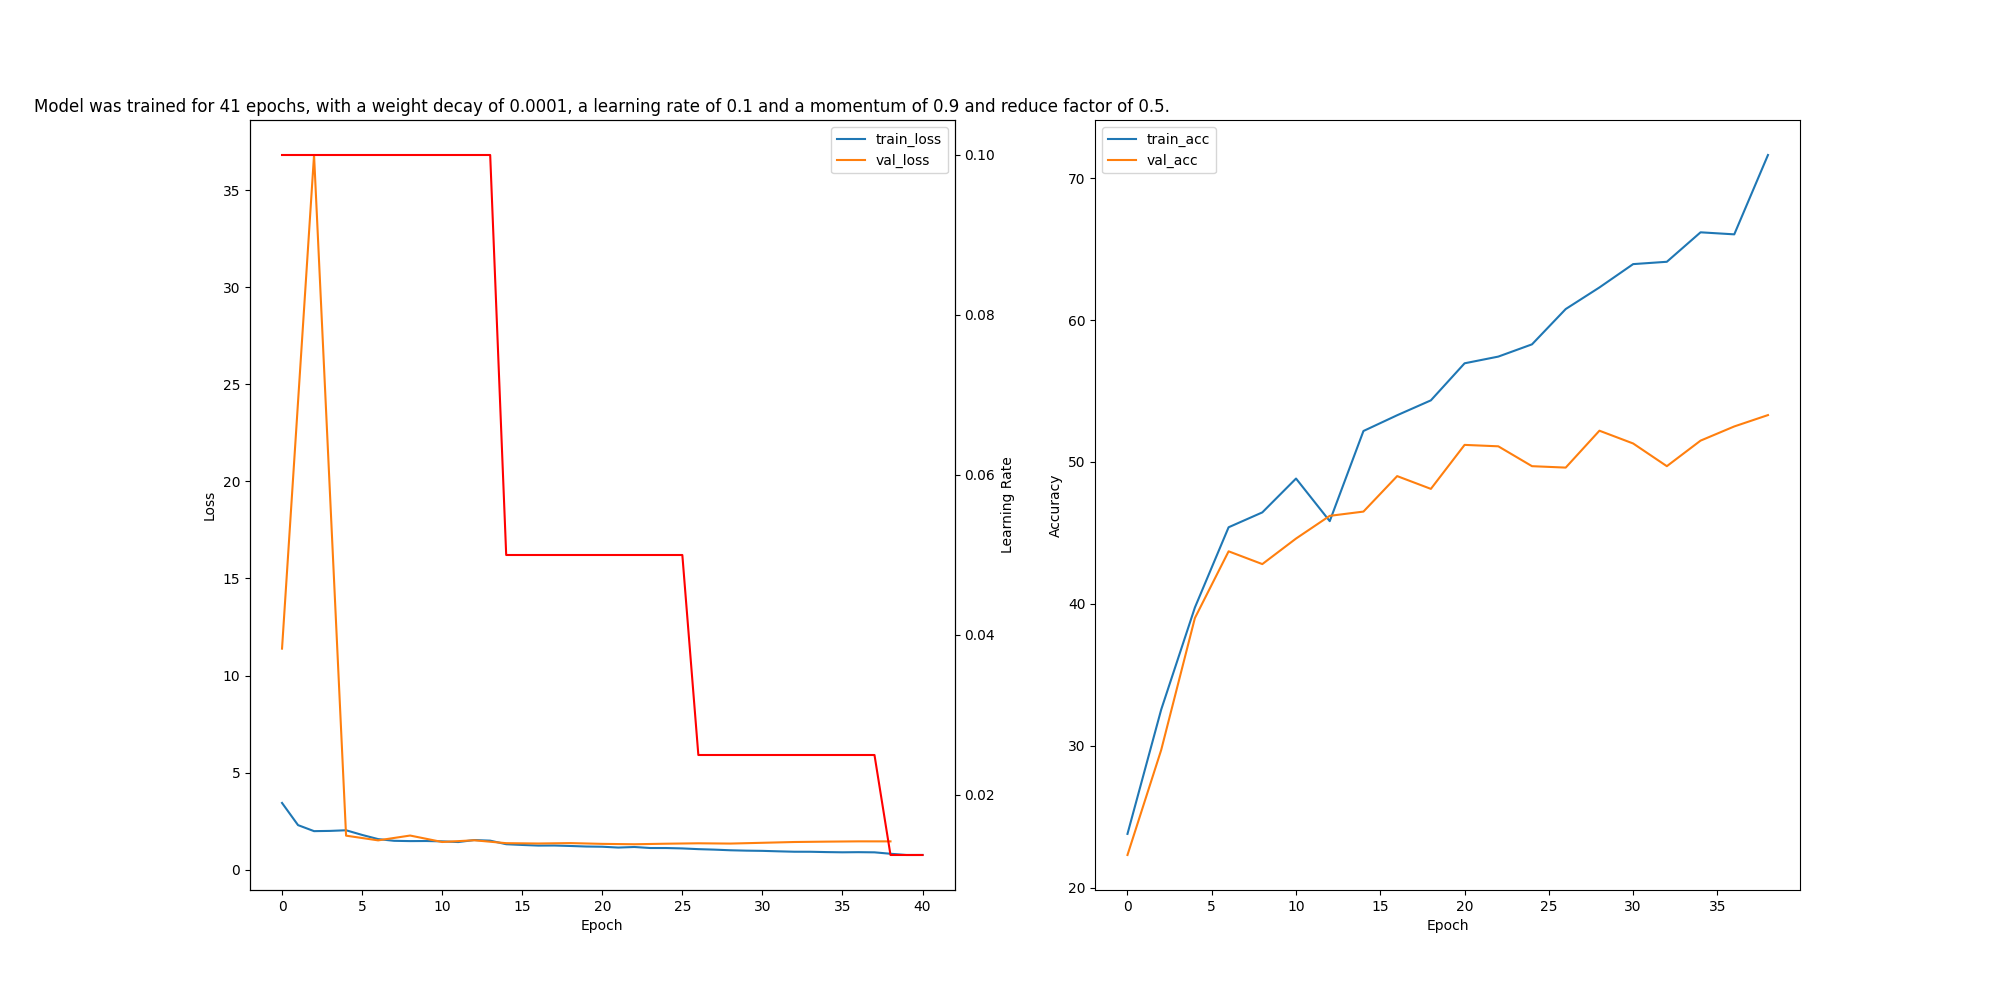 Model was trained for 41 epochs, with a weight decay of 0.0001, a learning rate of 0.1 and a momentum of 0.9 and reduce factor of 0.5.
train_loss
val_loss
35
30
25
20
15
10
5
0
Loss
0.10
0.08
0.06
0.04
0.02
Learning Rate
0 5 10 15 20 25 30 35 40
Epoch
train_acc
val_acc
70
60
50
40
30
20
Accuracy
0 5 10 15 20 25 30 35
Epoch